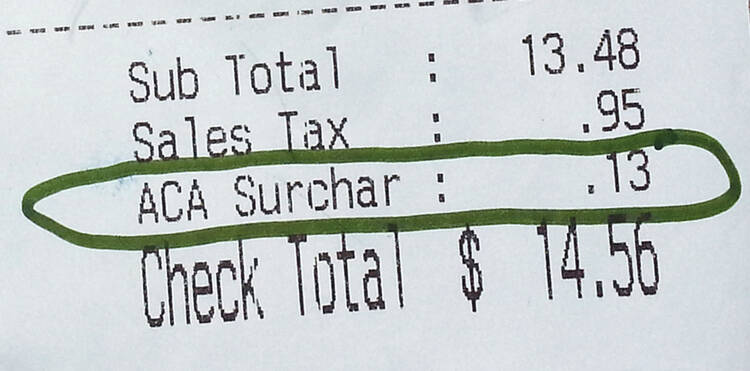 Sub Total : 13.48
Sales Tax : .95
ACA Surchar : .13
Check Total $ 14.56